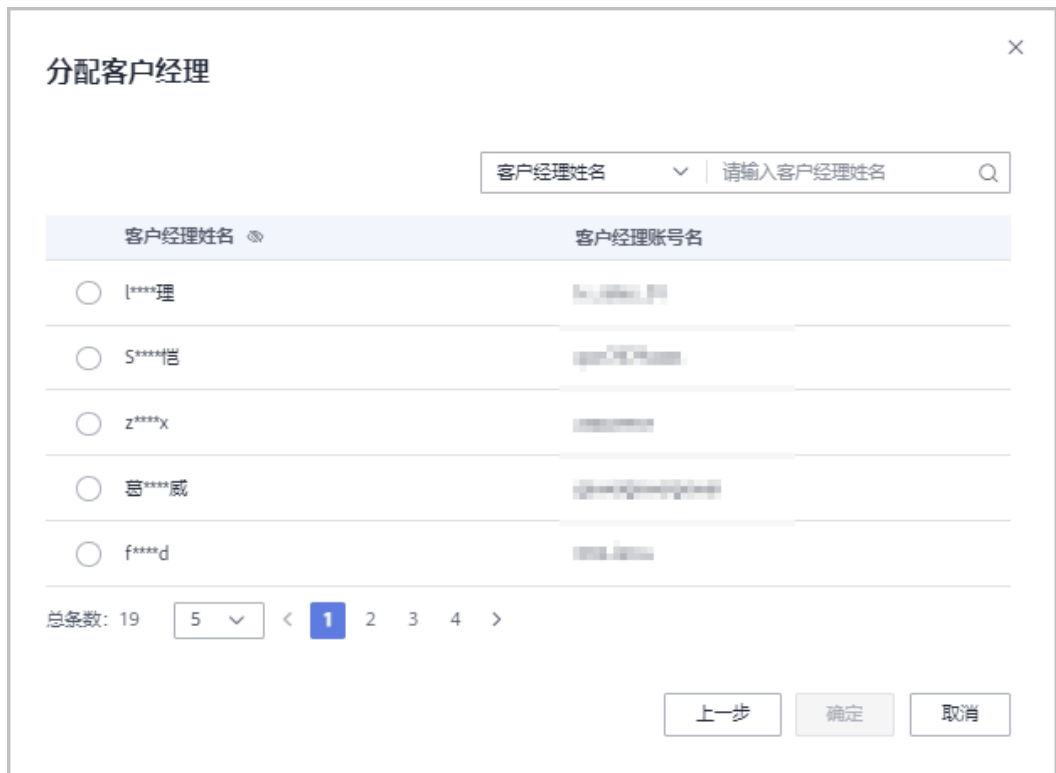 分配客户经理
客户经理姓名 请输入客户经理姓名
客户经理姓名 客户经理账号名
l****理
S****恺
z****x
葛****威
f****d
总条数: 19 5 1 2 3 4
上一步 确定 取消